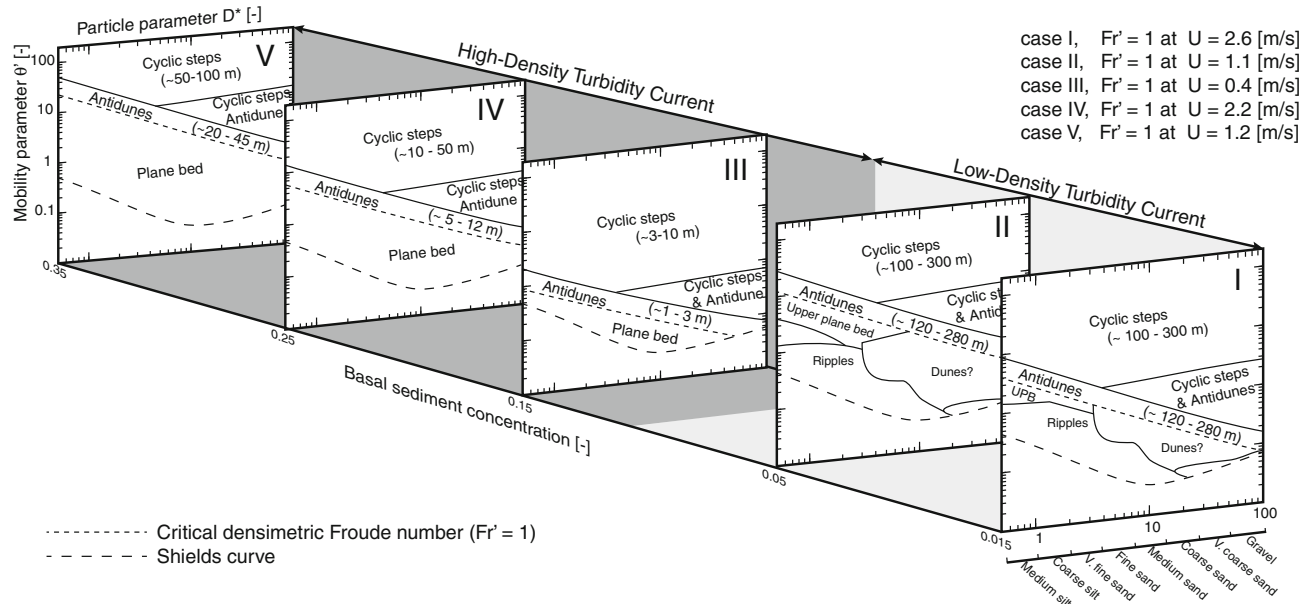 Particle parameter D* [-]
Mobility parameter θ' [-]
100
10
1
0.1
0.35
Cyclic steps
(~50-100 m)
V
Antidunes
(~20 - 45 m)
Cyclic steps
Antidune
Plane bed
High-Density Turbidity Current
case I, Fr' = 1 at U = 2.6 [m/s]
case II, Fr' = 1 at U = 1.1 [m/s]
case III, Fr' = 1 at U = 0.4 [m/s]
case IV, Fr' = 1 at U = 2.2 [m/s]
case V, Fr' = 1 at U = 1.2 [m/s]
IV
Cyclic steps
(~10 - 50 m)
Cyclic steps
Antidune
Antidunes
(~ 5 - 12 m)
Plane bed
0.25
III
Cyclic steps
(~3-10 m)
Cyclic steps
& Antidune
Antidunes
(~1 - 3 m)
Plane bed
0.15
Low-Density Turbidity Current
II
Cyclic steps
(~100 - 300 m)
Cyclic st
& Antid
Antidunes
(~ 120 - 280 m)
Upper plane bed
Ripples
Dunes?
0.05
I
Cyclic steps
(~ 100 - 300 m)
Cyclic steps
& Antidunes
Antidunes
(~ 120 - 280 m)
UPB
Ripples
Dunes?
0.015
1
10
100
Medium silt
Coarse silt
V. fine sand
Fine sand
Medium sand
Coarse sand
V. coarse sand
Gravel
Basal sediment concentration [-]
Critical densimetric Froude number (Fr' = 1)
Shields curve